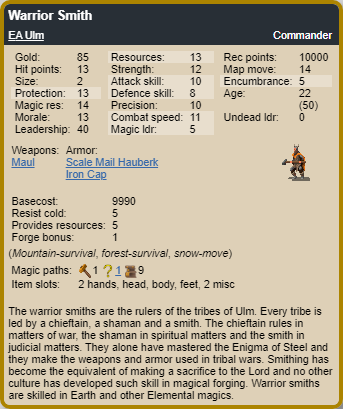 Warrior Smith
EA Ulm Commander
Gold: 85 Resources: 13 Rec points: 10000
Hit points: 13 Strength: 12 Map move: 14
Size: 2 Attack skill: 10 Encumbrance: 5
Protection: 13 Defence skill: 8 Age: 22
Magic res: 14 Precision: 10 (50)
Morale: 13 Combat speed: 11 Undead ldr: 0
Leadership: 40 Magic ldr: 5
Weapons: Armor:
Maul Scale Mail Hauberk
Iron Cap
Basecost: 9990
Resist cold: 5
Provides resources: 5
Forge bonus: 1
(Mountain-survival, forest-survival, snow-move)
Magic paths: 1 ? 1 9
Item slots: 2 hands, head, body, feet, 2 misc
The warrior smiths are the rulers of the tribes of Ulm. Every tribe is
led by a chieftain, a shaman and a smith. The chieftain rules in
matters of war, the shaman in spiritual matters and the smith in
judicial matters. They alone have mastered the Enigma of Steel and
they make the weapons and armor used in tribal wars. Smithing has
become the equivalent of making a sacrifice to the Lord and no other
culture has developed such skill in magical forging. Warrior smiths
are skilled in Earth and other Elemental magics.